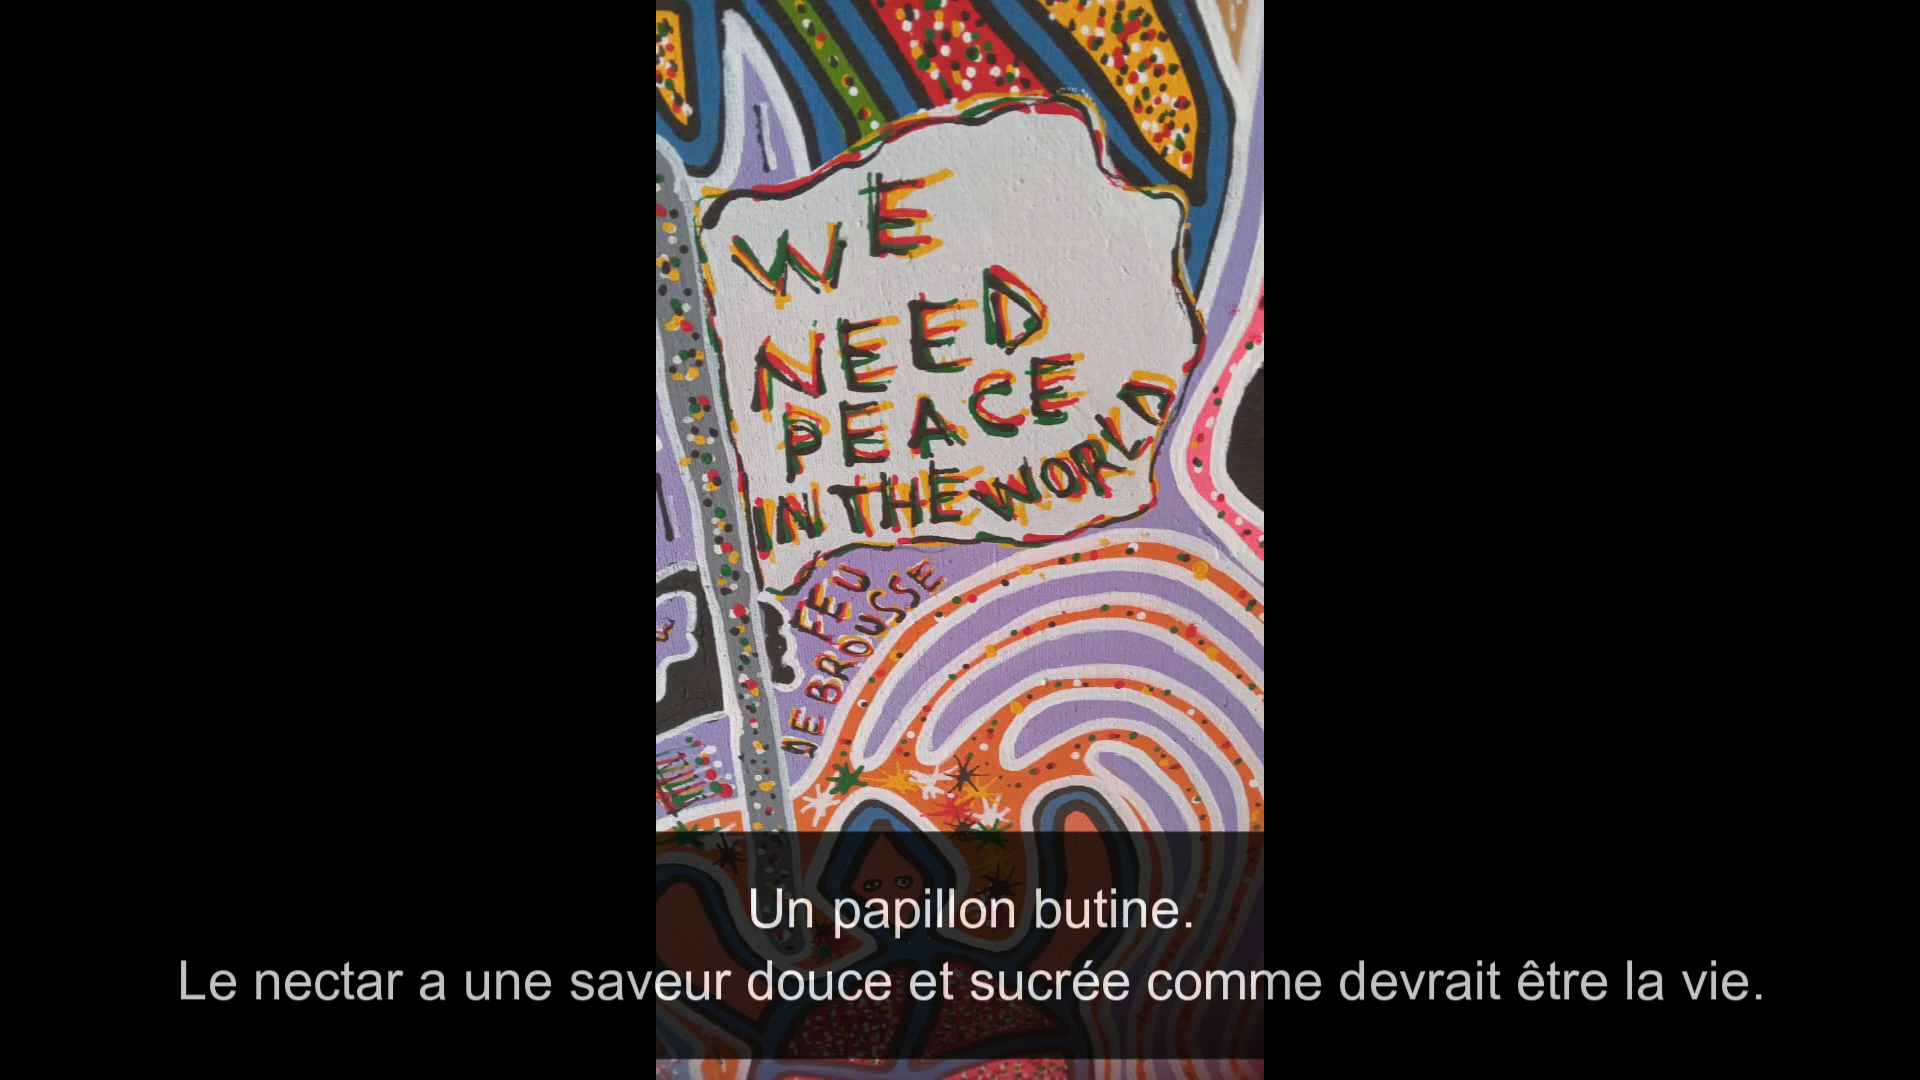 WE
NEED
PEACE
IN THE WORLD
FEU
DE BROUSSE
Un papillon butine.
Le nectar a une saveur douce et sucrée comme devrait être la vie.